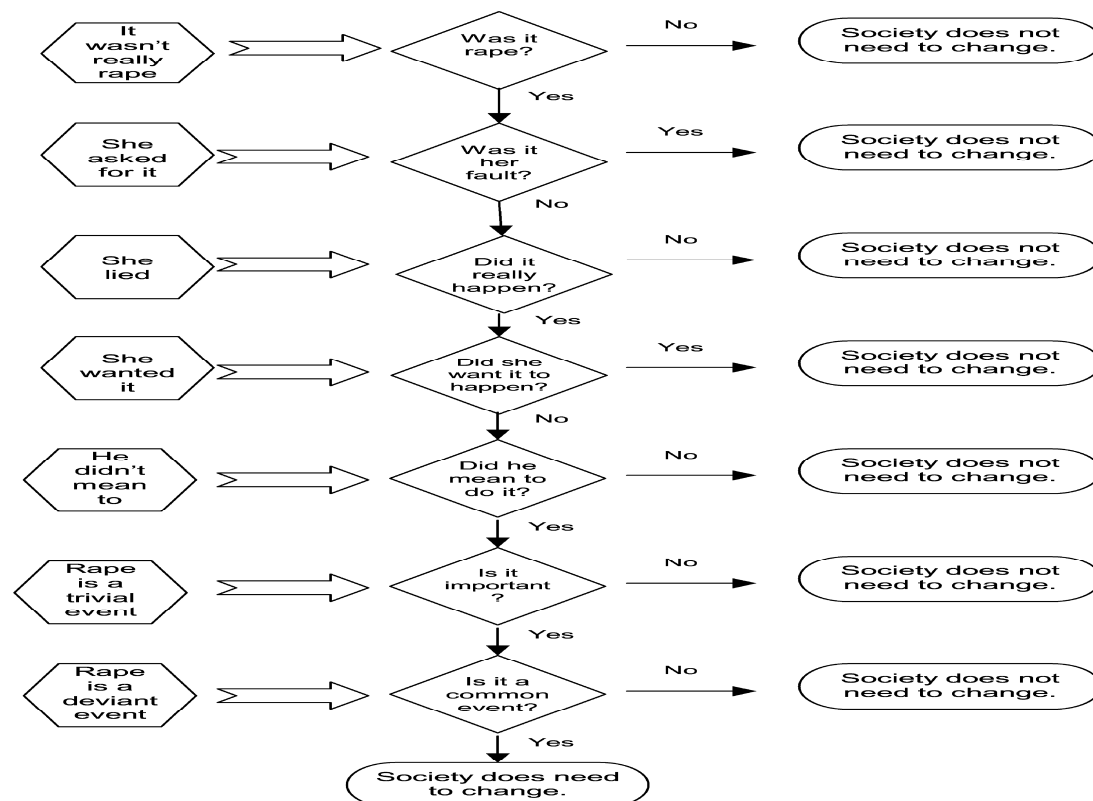 It
wasn't
really
rape
Was it
rape?
No
Society does not
need to change.
Yes
She
asked
for it
Was it
her
fault?
Yes
Society does not
need to change.
No
She
lied
Did it
really
happen?
No
Society does not
need to change.
Yes
She
wanted
it
Did she
want it to
happen?
Yes
Society does not
need to change.
No
He
didn't
mean
to
Did he
mean to
do it?
No
Society does not
need to change.
Yes
Rape
is a
trivial
event
Is it
important
?
No
Society does not
need to change.
Yes
Rape
is a
deviant
event
Is it a
common
event?
No
Society does not
need to change.
Yes
Society does need
to change.